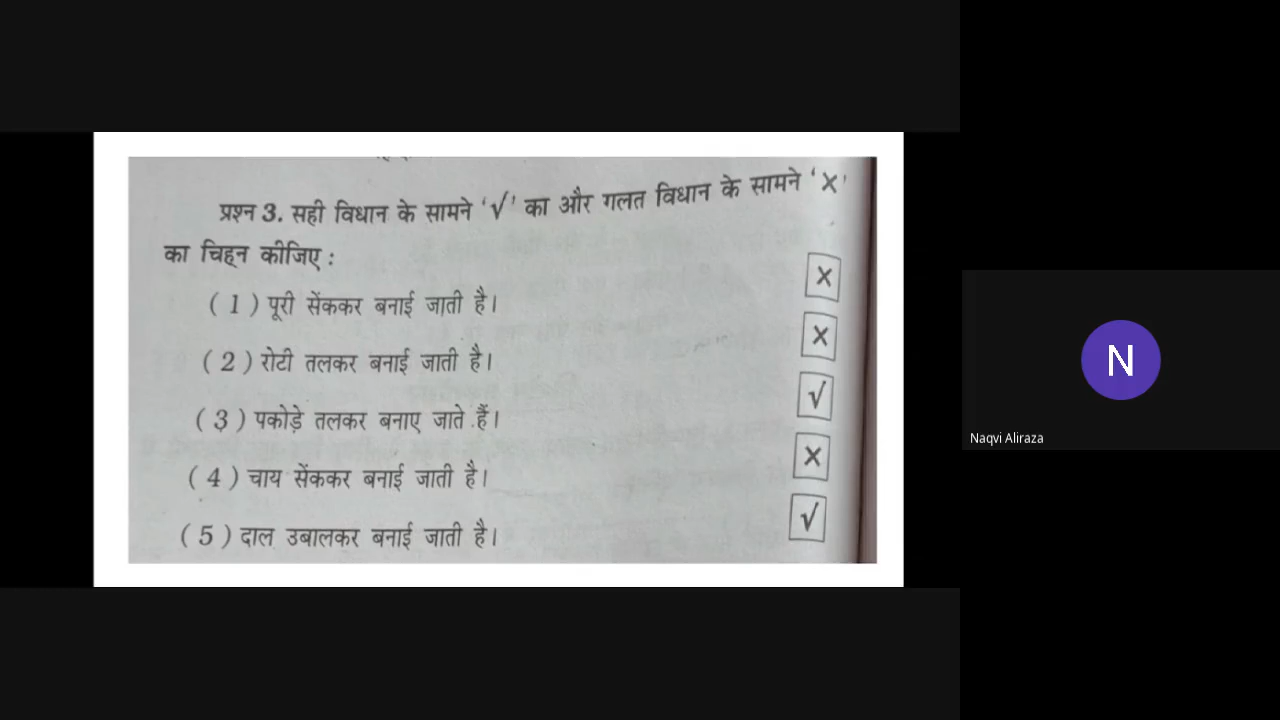 प्रश्न 3. सही विधान के सामने ‘√’ का और गलत विधान के सामने ‘X’
का चिह्न कीजिए :
( 1 ) पूरी सेंककर बनाई जाती है। X
( 2 ) रोटी तलकर बनाई जाती है। X
( 3 ) पकोड़े तलकर बनाए जाते हैं। √
( 4 ) चाय सेंककर बनाई जाती है। X
( 5 ) दाल उबालकर बनाई जाती है। √
N
Naqvi Aliraza